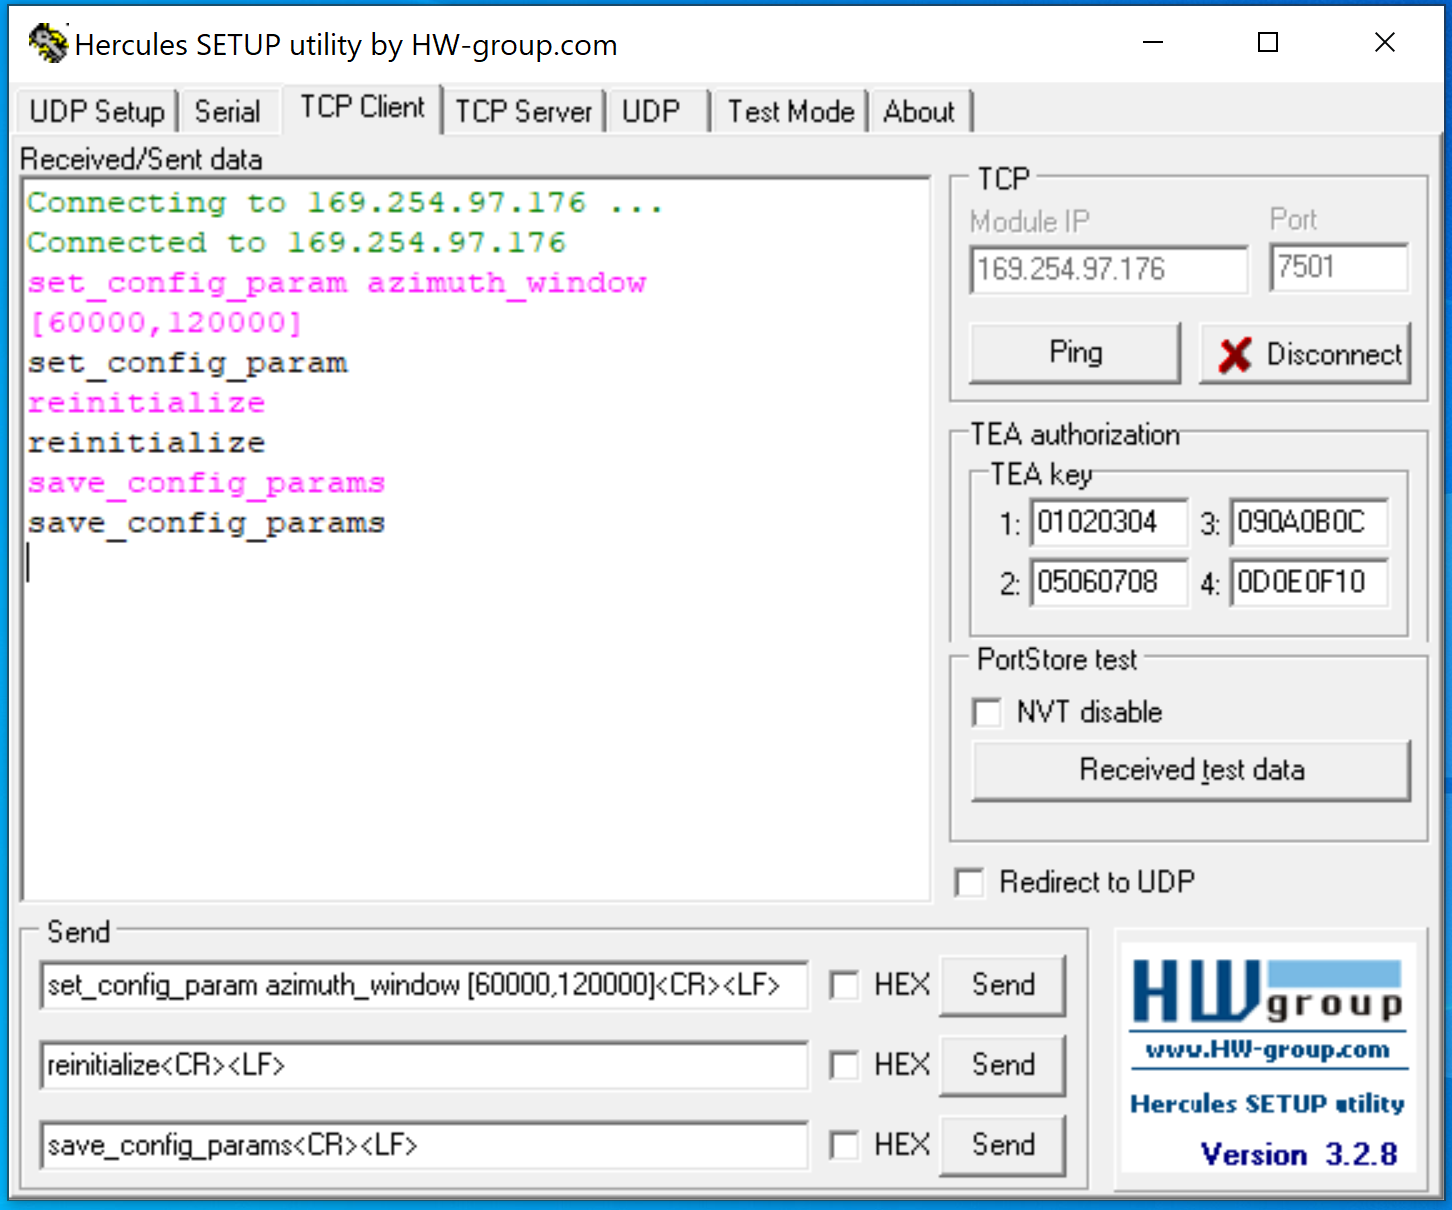 Hercules SETUP utility by HW-group.com
UDP Setup Serial TCP Client TCP Server UDP Test Mode About
Received/Sent data
Connecting to 169.254.97.176 ...
Connected to 169.254.97.176
set_config_param azimuth_window
[60000,120000]
set_config_param
reinitialize
reinitialize
save_config_params
save_config_params
TCP
Module IP Port
169.254.97.176 7501
Ping Disconnect
TEA authorization
TEA key
1: 01020304 3: 090A0B0C
2: 05060708 4: 0D0E0F10
PortStore test
NVT disable
Received test data
Redirect to UDP
Send
set_config_param azimuth_window [60000,120000]<CR><LF> HEX Send
reinitialize<CR><LF> HEX Send
save_config_params<CR><LF> HEX Send
HW group
www.HW-group.com
Hercules SETUP utility
Version 3.2.8